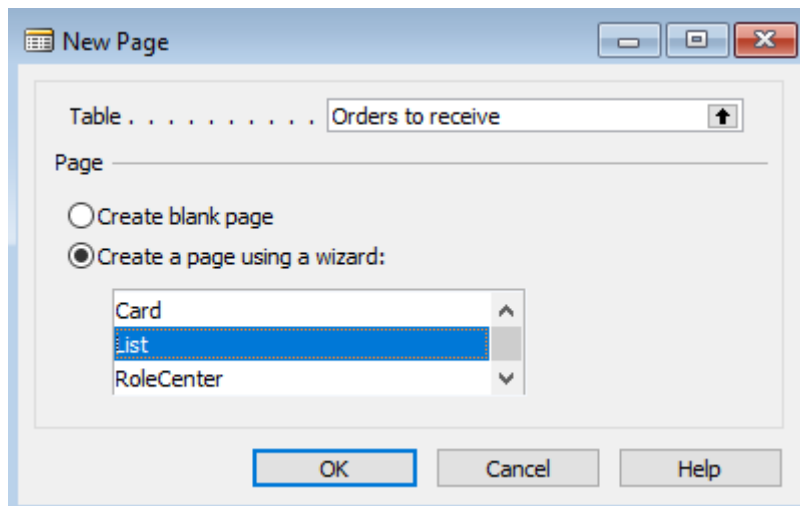 New Page
Table . . . . . . . . . . Orders to receive
Page
Create blank page
Create a page using a wizard:
Card
List
RoleCenter
OK Cancel Help